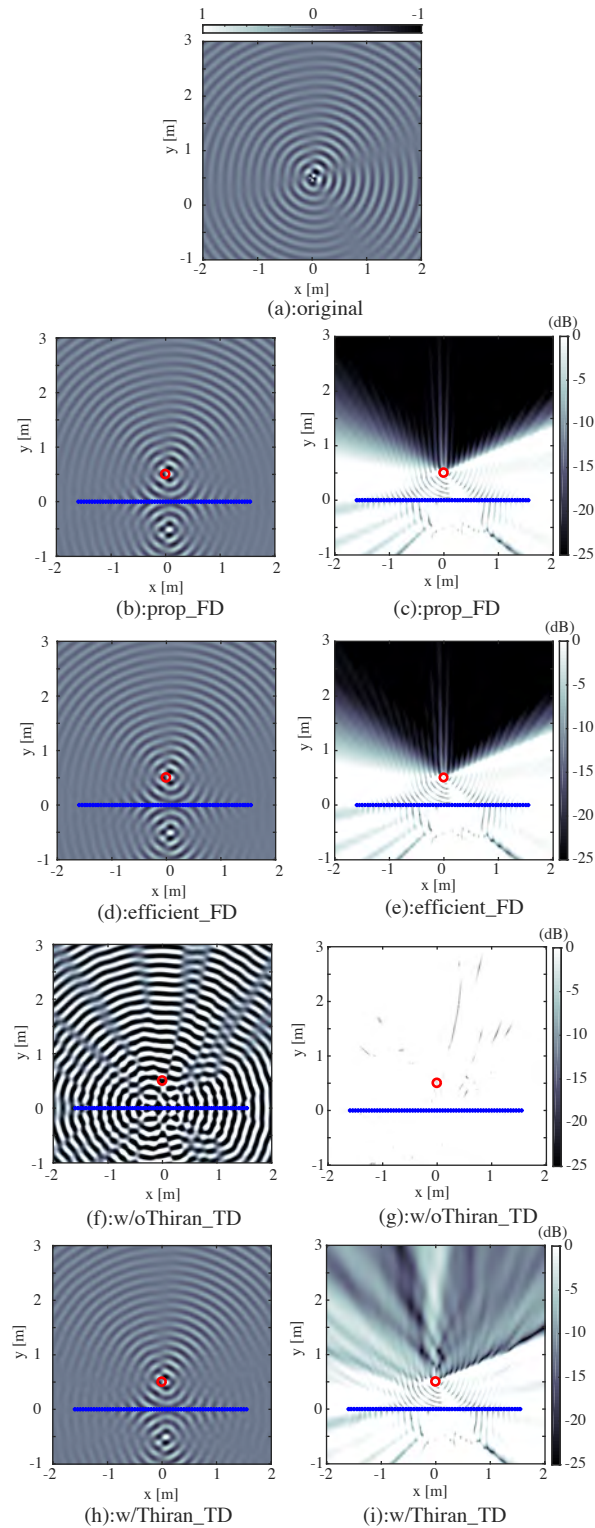 1 0 -1
3
2
1
0
-1
y [m]
-2 -1 0 1 2
x [m]
(a):original
(dB)
3 3 0
2 2 -5
1 1 -10
0 0 -15
-1 -1 -20
-25
y [m] y [m]
-2 -1 0 1 2 -2 -1 0 1 2
x [m] x [m]
(b):prop_FD (c):prop_FD
(dB)
3 3 0
2 2 -5
1 1 -10
0 0 -15
-1 -1 -20
-25
y [m] y [m]
-2 -1 0 1 2 -2 -1 0 1 2
x [m] x [m]
(d):efficient_FD (e):efficient_FD
(dB)
3 3 0
2 2 -5
1 1 -10
0 0 -15
-1 -1 -20
-25
y [m] y [m]
-2 -1 0 1 2 -2 -1 0 1 2
x [m] x [m]
(f):w/oThiran_TD (g):w/oThiran_TD
(dB)
3 3 0
2 2 -5
1 1 -10
0 0 -15
-1 -1 -20
-25
y [m] y [m]
-2 -1 0 1 2 -2 -1 0 1 2
x [m] x [m]
(h):w/Thiran_TD (i):w/Thiran_TD